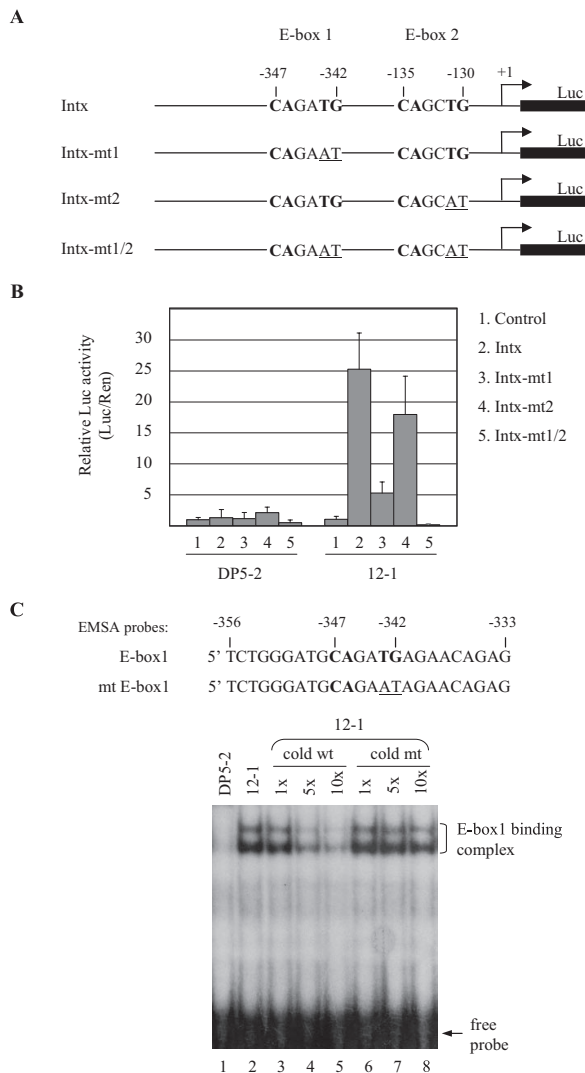 A
E-box 1 E-box 2
-347 -342 -135 -130 +1
Intx CAGATG CAGCTG Luc
Intx-mt1 CAGAAT CAGCTG Luc
Intx-mt2 CAGATG CAGCAT Luc
Intx-mt1/2 CAGAAT CAGCAT Luc
B
Relative Luc activity
(Luc/Ren)
30
25
20
15
10
5
1 2 3 4 5 1 2 3 4 5
DP5-2 12-1
1. Control
2. Intx
3. Intx-mt1
4. Intx-mt2
5. Intx-mt1/2
C
EMSA probes: -356 -347 -342 -333
E-box1 5' TCTGGGATGCAGATGAGAACAGAG
mt E-box1 5' TCTGGGATGCAGAATAGAACAGAG
12-1
DP5-2 12-1 cold wt cold mt
1x 5x 10x 1x 5x 10x
E-box1 binding
complex
free
probe
1 2 3 4 5 6 7 8